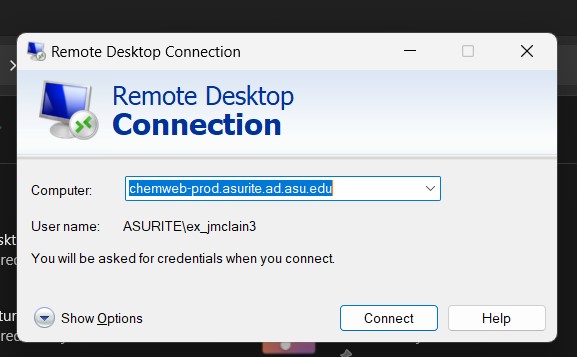 Remote Desktop Connection
Remote Desktop
Connection
Computer:
chemweb-prod.asurite.ad.asu.edu
User name:
ASURITE\ex_jmclain3
You will be asked for credentials when you connect.
Show Options
Connect
Help